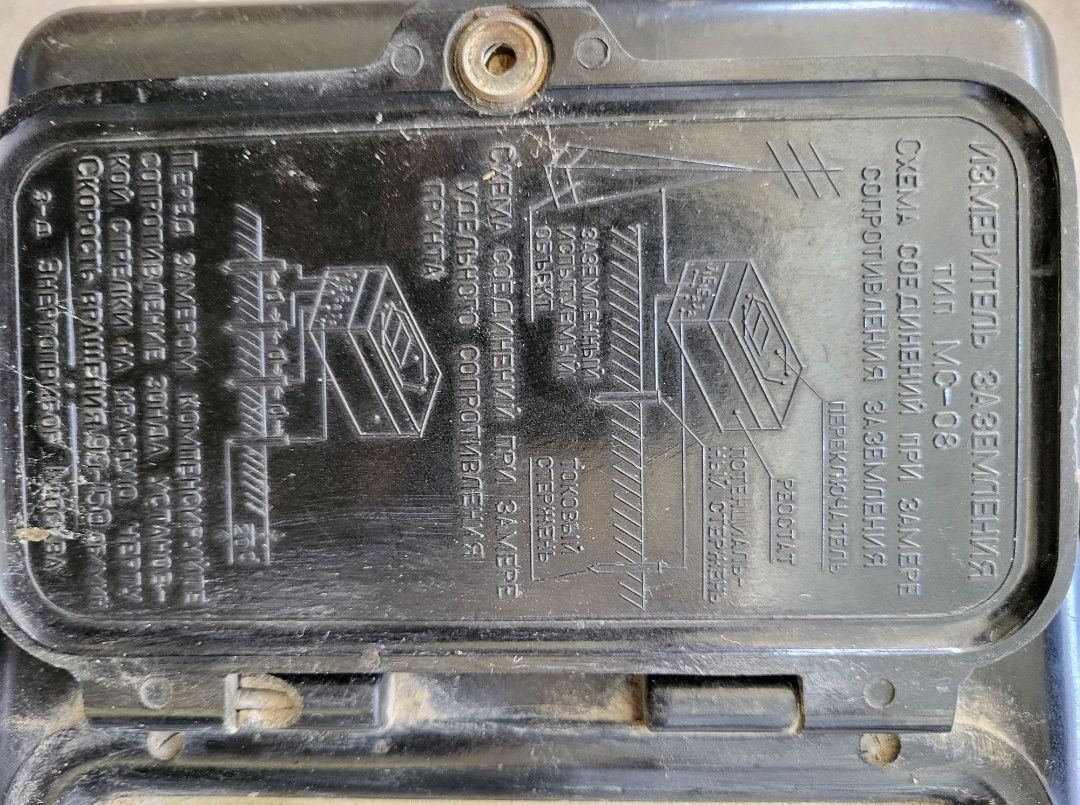 ИЗМЕРИТЕЛЬ ЗАЗЕМЛЕНИЯ
ТИП МС-08
СХЕМА СОЕДИНЕНИЙ ПРИ ЗАМЕРЕ
СОПРОТИВЛЕНИЯ ЗАЗЕМЛЕНИЯ
ПЕРЕКЛЮЧАТЕЛЬ
РЕОСТАТ
ПОТЕНЦИАЛЬ-
НЫЙ СТЕРЖЕНЬ
ЗАЗЕМЛЕННЫЙ
ИСПЫТУЕМЫЙ
ОБЪЕКТ
ТОКОВЫЙ
СТЕРЖЕНЬ
СХЕМА СОЕДИНЕНИЙ ПРИ ЗАМЕРЕ
УДЕЛЬНОГО СОПРОТИВЛЕНИЯ
ГРУНТА
ПЕРЕД ЗАМЕРОМ КОМПЕНСИРУЙТЕ
СОПРОТИВЛЕНИЕ ЗОНДА, УСТАНОВ-
КОЙ СТРЕЛКИ НА КРАСНУЮ ЧЕРТУ
СКОРОСТЬ ВРАЩЕНИЯ 90-150 ОБ/МИН
З-Д ЭНЕРГОПРИБОР МОСКВА